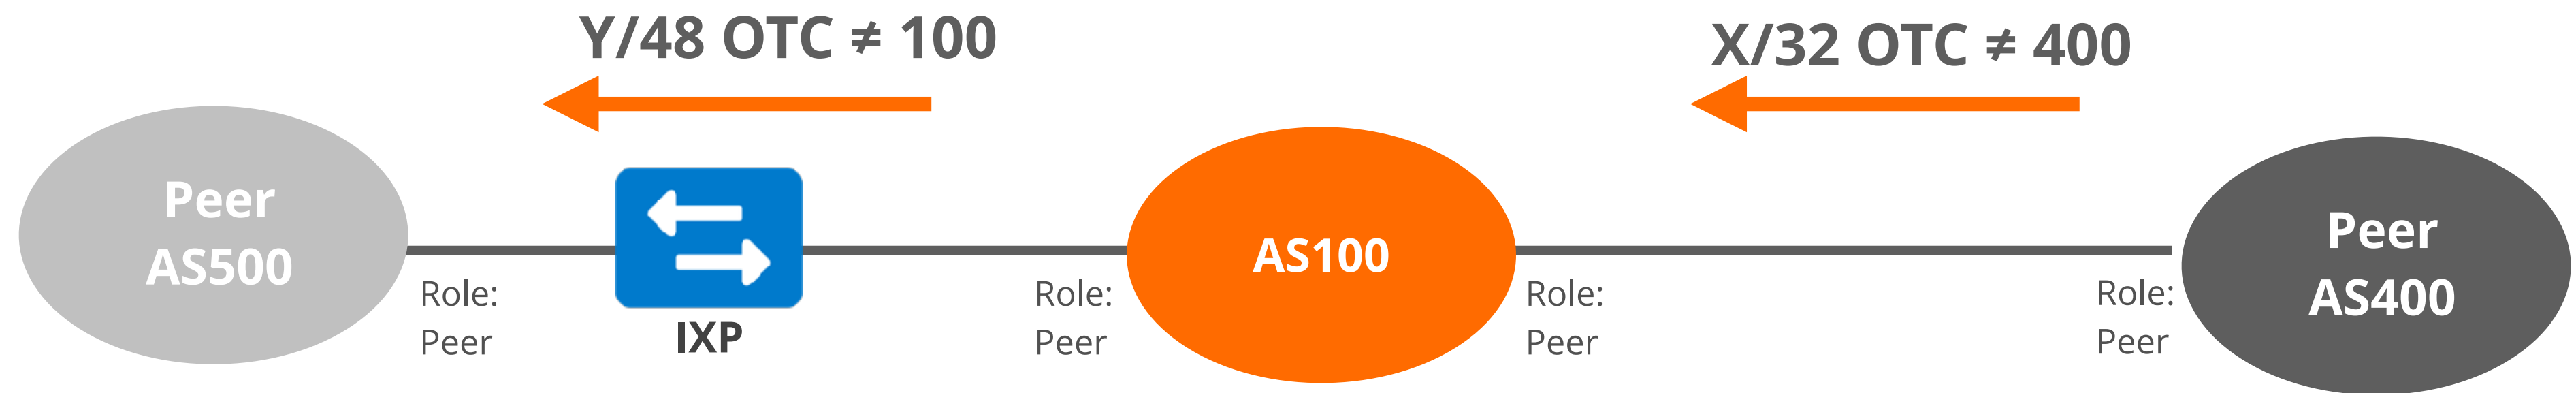 Y/48 OTC ≠ 100
X/32 OTC ≠ 400
Peer
AS500
Role:
Peer
IXP
Role:
Peer
AS100
Role:
Peer
Role:
Peer
Peer
AS400